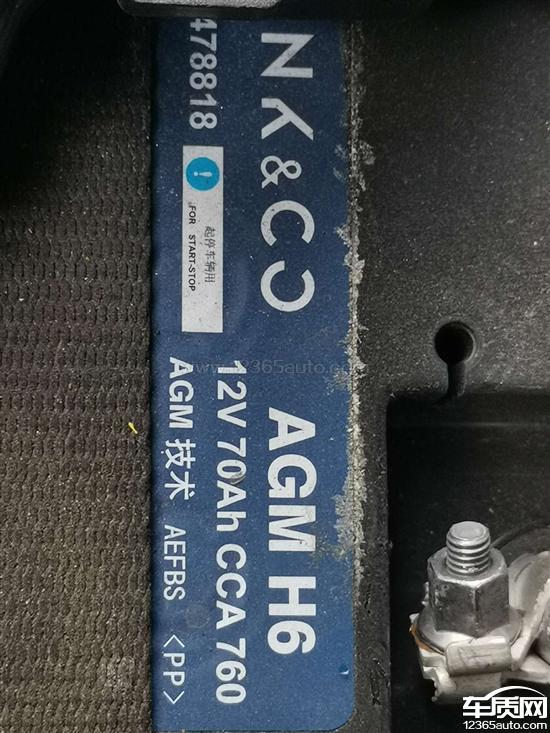 NK&CO
478818
起停车辆用
FOR START-STOP
AGM H6
12V 70Ah CCA 760
AGM 技术 AEFBS <PP>
www.12365auto.com
车质网
12365auto.com